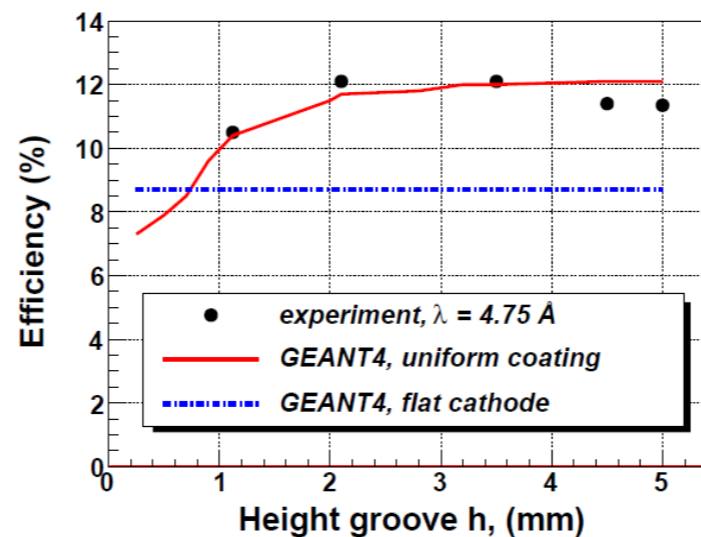 14
12
10
8
6
4
2
0
Efficiency (%)
experiment, λ = 4.75 Å
GEANT4, uniform coating
GEANT4, flat cathode
0 1 2 3 4 5
Height groove h, (mm)